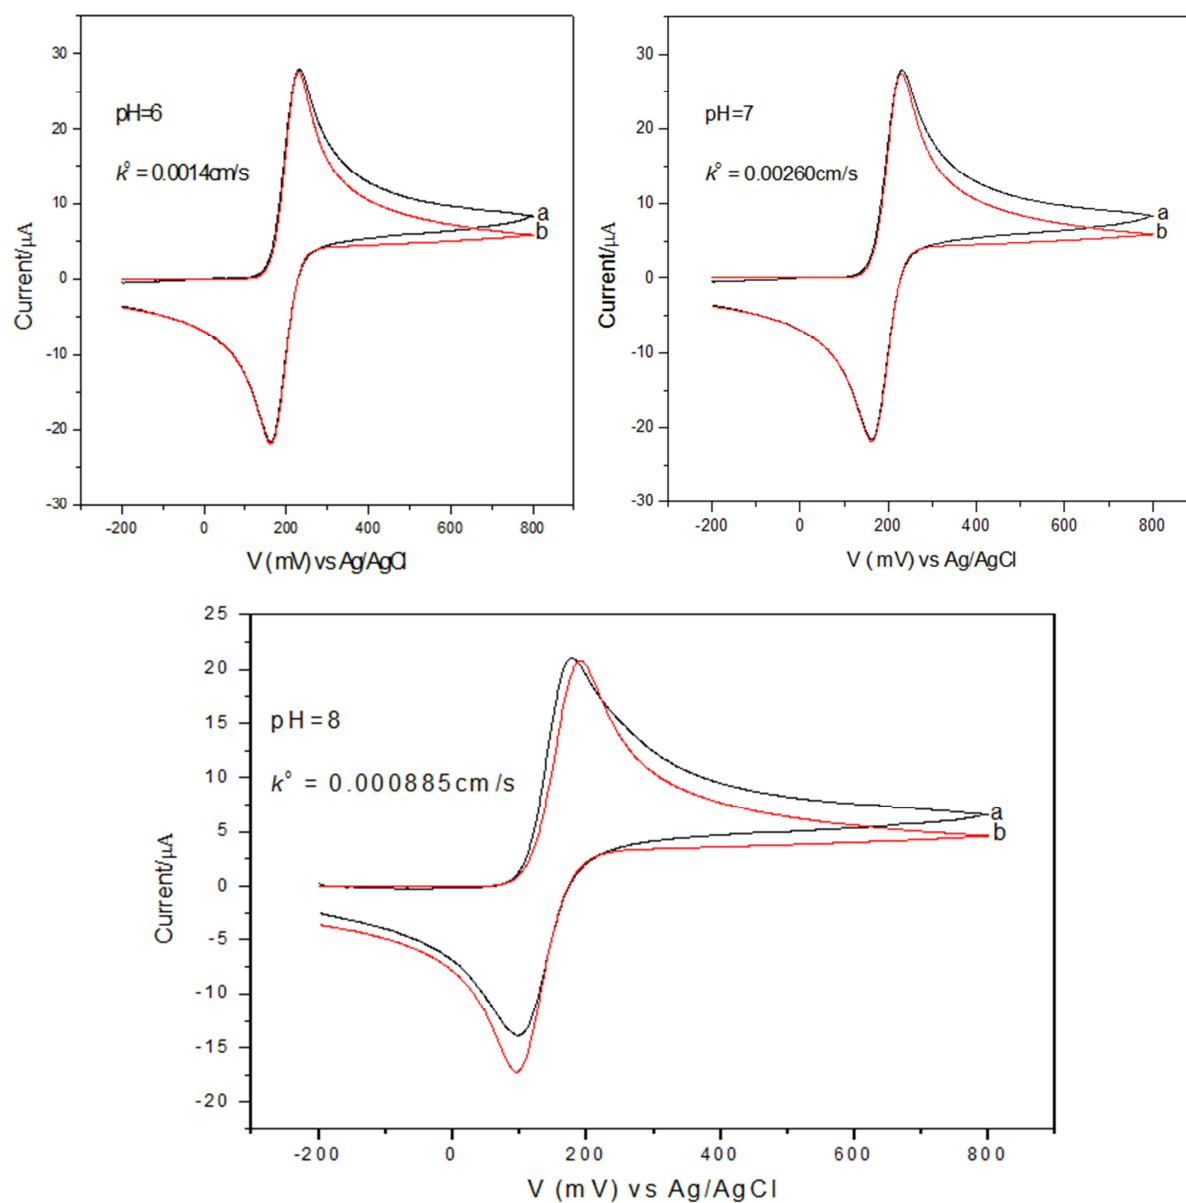 30
20
10
0
-10
-20
-30
Current/µA
pH=6
k° = 0.0014cm/s
a
b
-200 0 200 400 600 800
V (mV) vs Ag/AgCl
30
20
10
0
-10
-20
-30
Current/µA
pH=7
k° = 0.00260cm/s
a
b
-200 0 200 400 600 800
V (mV) vs Ag/AgCl
25
20
15
10
5
0
-5
-10
-15
-20
Current/µA
pH=8
k° = 0.000885cm/s
a
b
-200 0 200 400 600 800
V (mV) vs Ag/AgCl